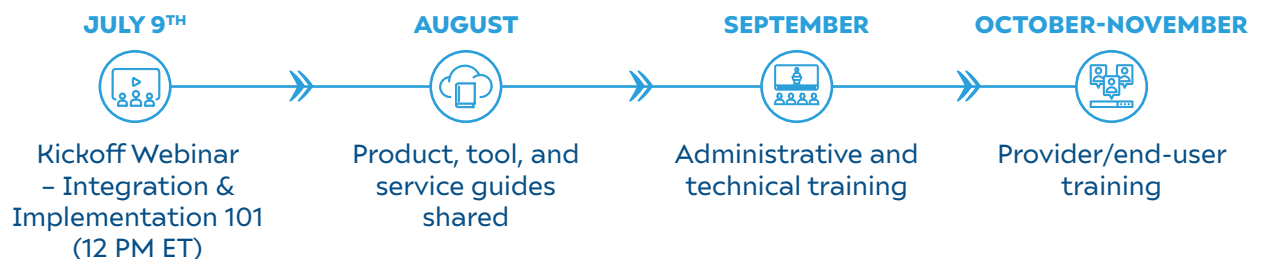 JULY 9TH
Kickoff Webinar
– Integration &
Implementation 101
(12 PM ET)
AUGUST
Product, tool, and
service guides
shared
SEPTEMBER
Administrative and
technical training
OCTOBER-NOVEMBER
Provider/end-user
training